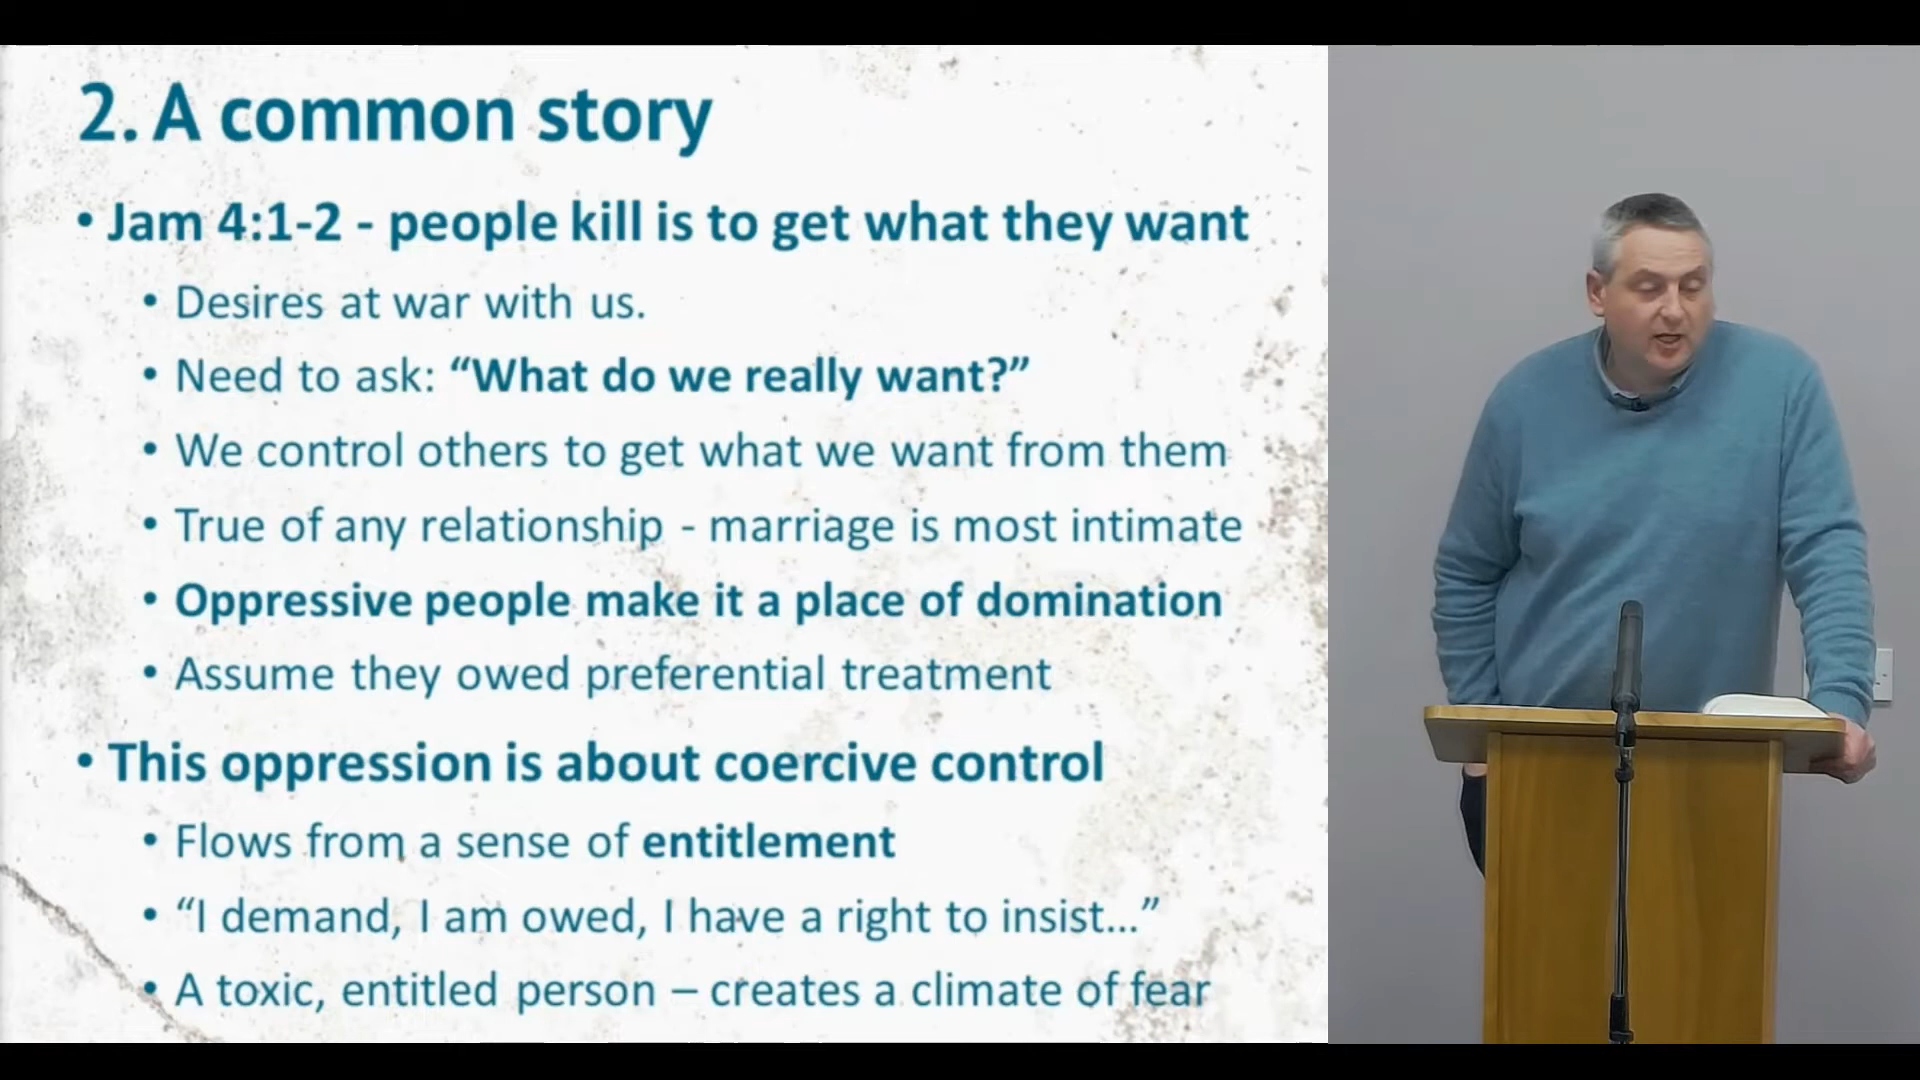 2. A common story
• Jam 4:1-2 - people kill is to get what they want
• Desires at war with us.
• Need to ask: “What do we really want?”
• We control others to get what we want from them
• True of any relationship - marriage is most intimate
• Oppressive people make it a place of domination
• Assume they owed preferential treatment
• This oppression is about coercive control
• Flows from a sense of entitlement
• “I demand, I am owed, I have a right to insist...”
• A toxic, entitled person – creates a climate of fear